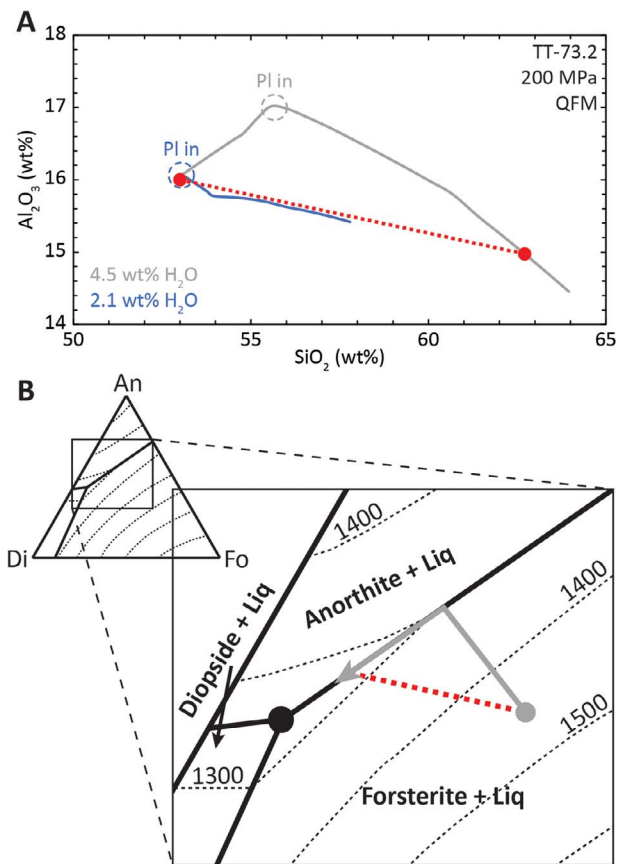 A
18
17
16
15
14
Al₂O₃ (wt%)
TT-73.2
200 MPa
QFM
Pl in
Pl in
4.5 wt% H₂O
2.1 wt% H₂O
50
55
60
65
SiO₂ (wt%)
B
An
Di
Fo
1400
Anorthite + Liq
1400
Diopside + Liq
1500
1300
Forsterite + Liq